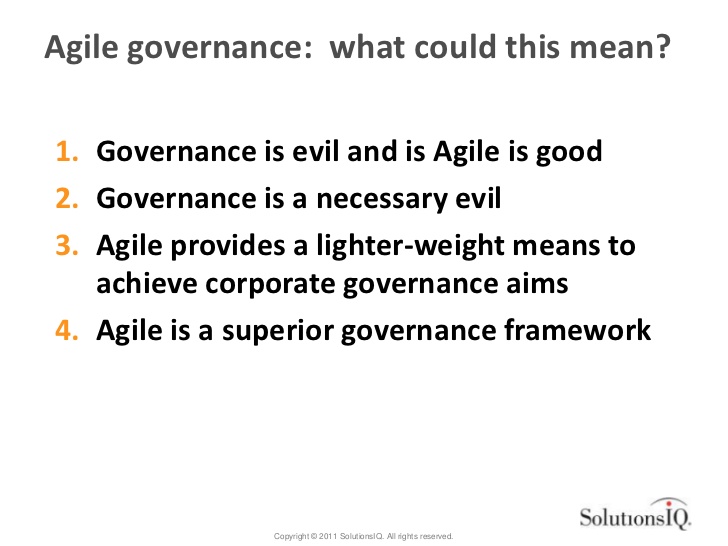 Agile governance:  what could this mean?
1. Governance is evil and is Agile is good
2. Governance is a necessary evil
3. Agile provides a lighter-weight means to
achieve corporate governance aims
4. Agile is a superior governance framework
SolutionsIQ
Copyright © 2011 SolutionsIQ. All rights reserved.